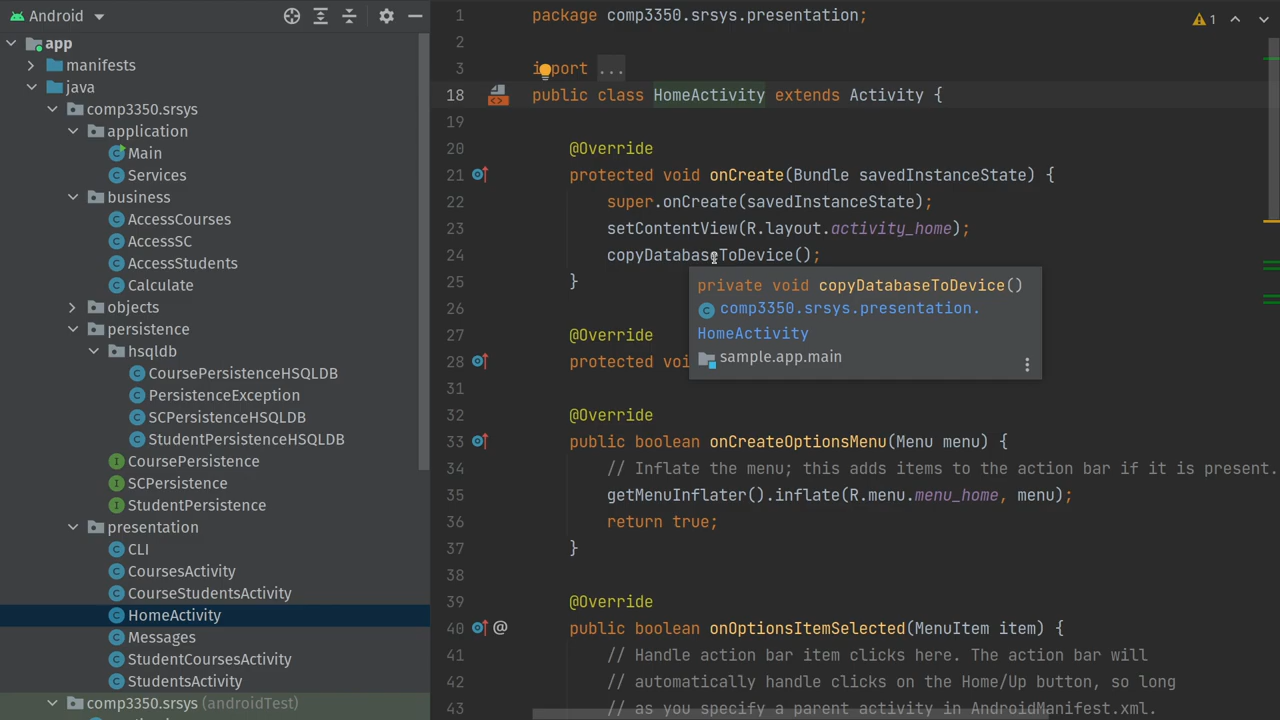 Android
app
manifests
java
comp3350.srsys
application
Main
Services
business
AccessCourses
AccessSC
AccessStudents
Calculate
objects
persistence
hsqldb
CoursePersistenceHSQLDB
PersistenceException
SCPersistenceHSQLDB
StudentPersistenceHSQLDB
CoursePersistence
SCPersistence
StudentPersistence
presentation
CLI
CoursesActivity
CourseStudentsActivity
HomeActivity
Messages
StudentCoursesActivity
StudentsActivity
comp3350.srsys (androidTest)
1 package comp3350.srsys.presentation;
1
2
3 import ...
18 public class HomeActivity extends Activity {
19
20 @Override
21 protected void onCreate(Bundle savedInstanceState) {
22 super.onCreate(savedInstanceState);
23 setContentView(R.layout.activity_home);
24 copyDatabaseToDevice();
25 }
private void copyDatabaseToDevice()
comp3350.srsys.presentation.
HomeActivity
sample.app.main
26
27 @Override
28 protected voi
31
32 @Override
33 public boolean onCreateOptionsMenu(Menu menu) {
34 // Inflate the menu; this adds items to the action bar if it is present.
35 getMenuInflater().inflate(R.menu.menu_home, menu);
36 return true;
37 }
38
39 @Override
40 @ public boolean onOptionsItemSelected(MenuItem item) {
41 // Handle action bar item clicks here. The action bar will
42 // automatically handle clicks on the Home/Up button, so long
43 // as you specify a parent activity in AndroidManifest.xml.